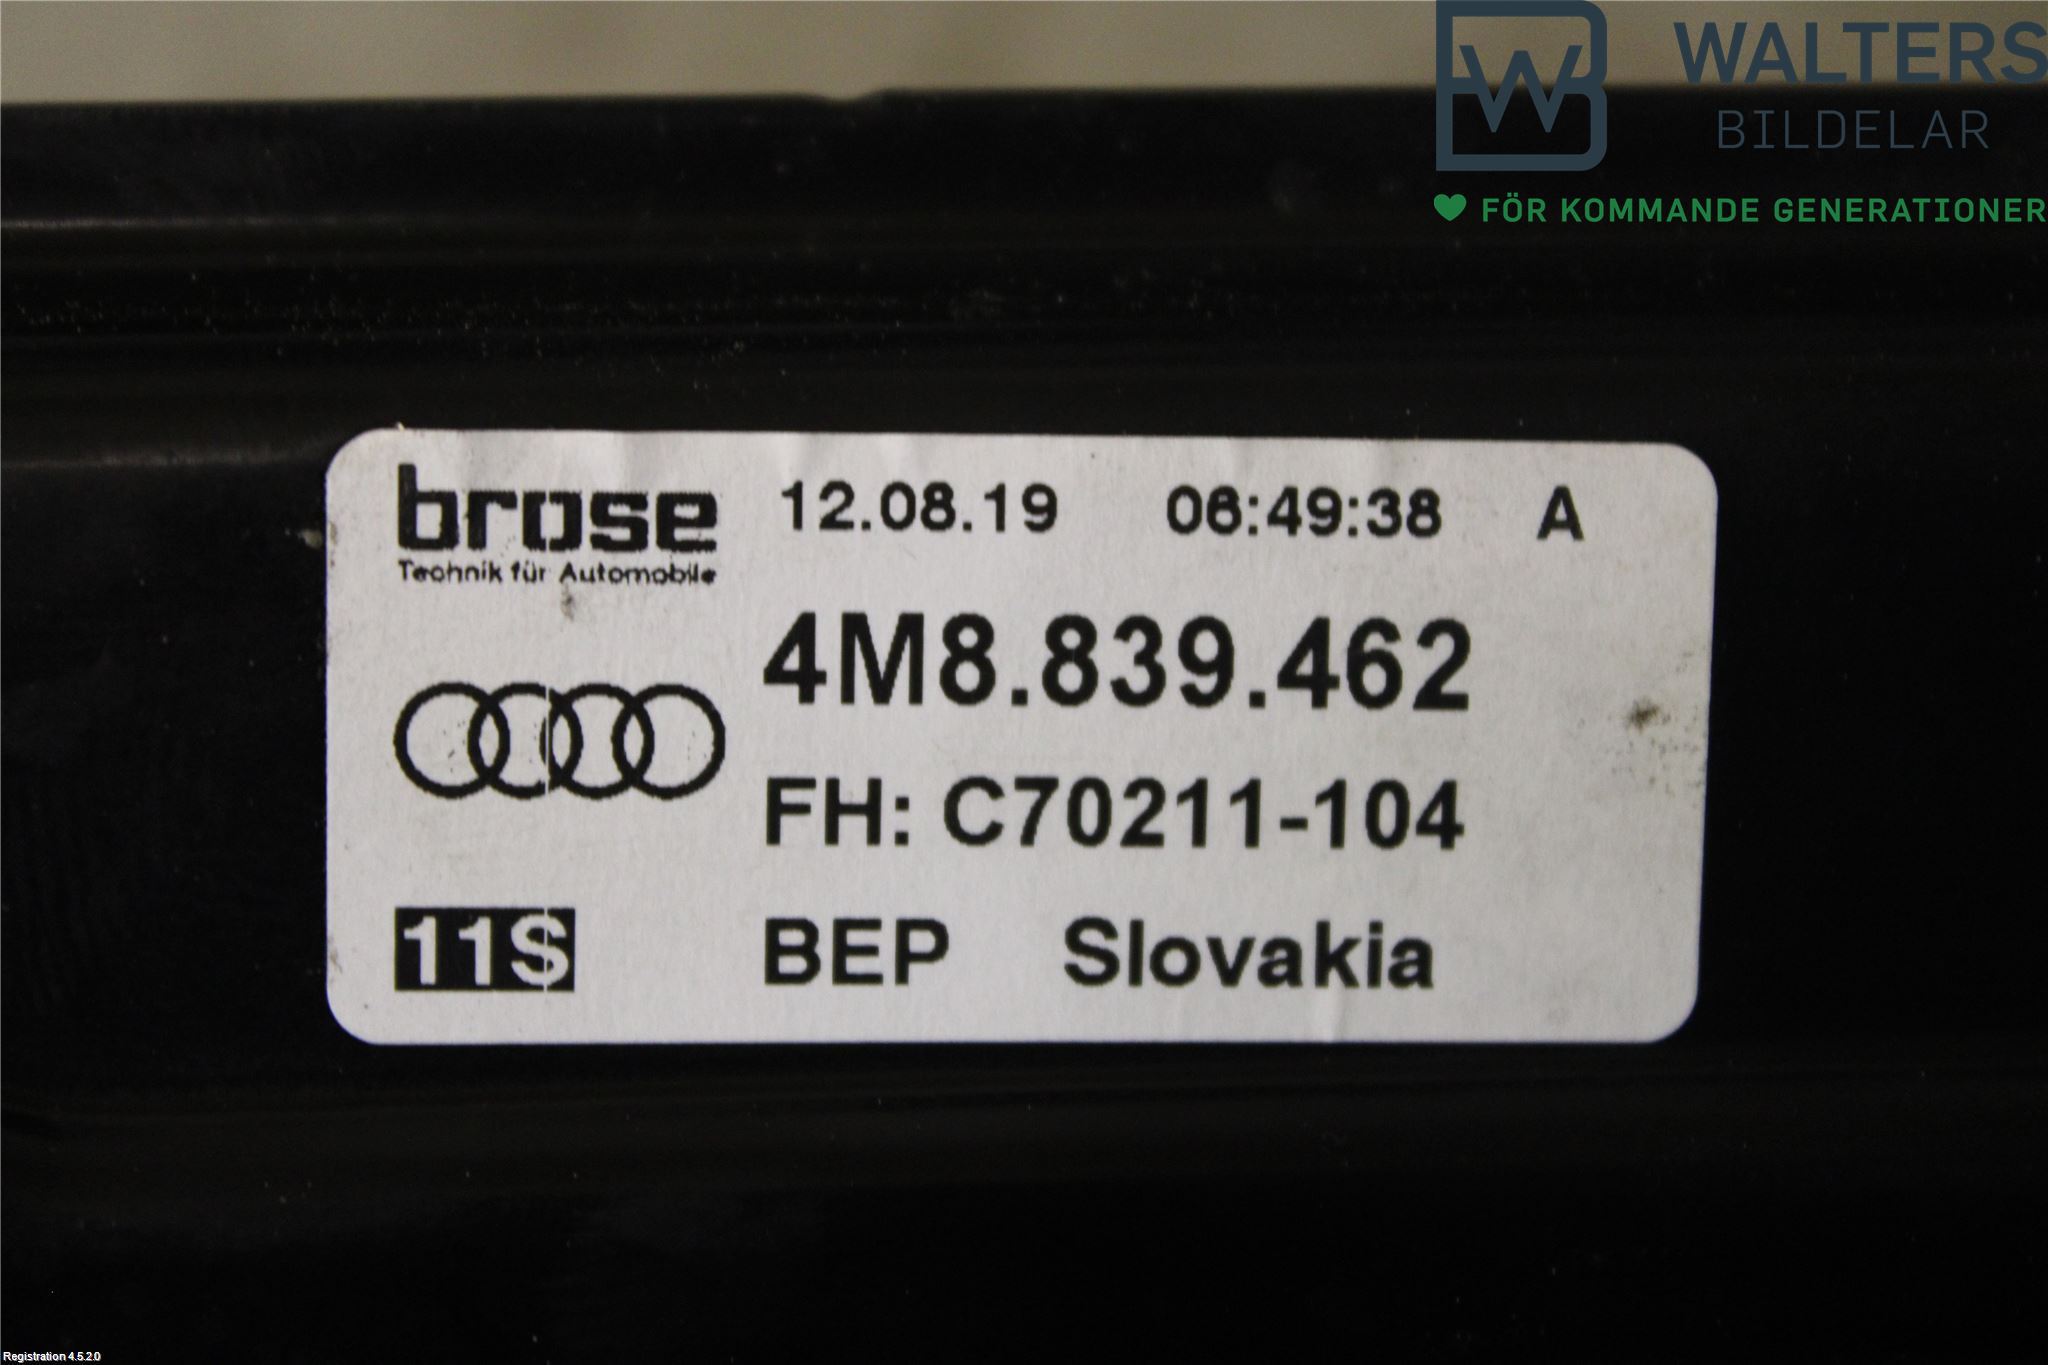 WALTERS
BILDELAR
FÖR KOMMANDE GENERATIONER
brose 12.08.19 06:49:38 A
Technik für Automobile
4M8.839.462
FH: C70211-104
11S BEP Slovakia
Registration 4.5.2.0